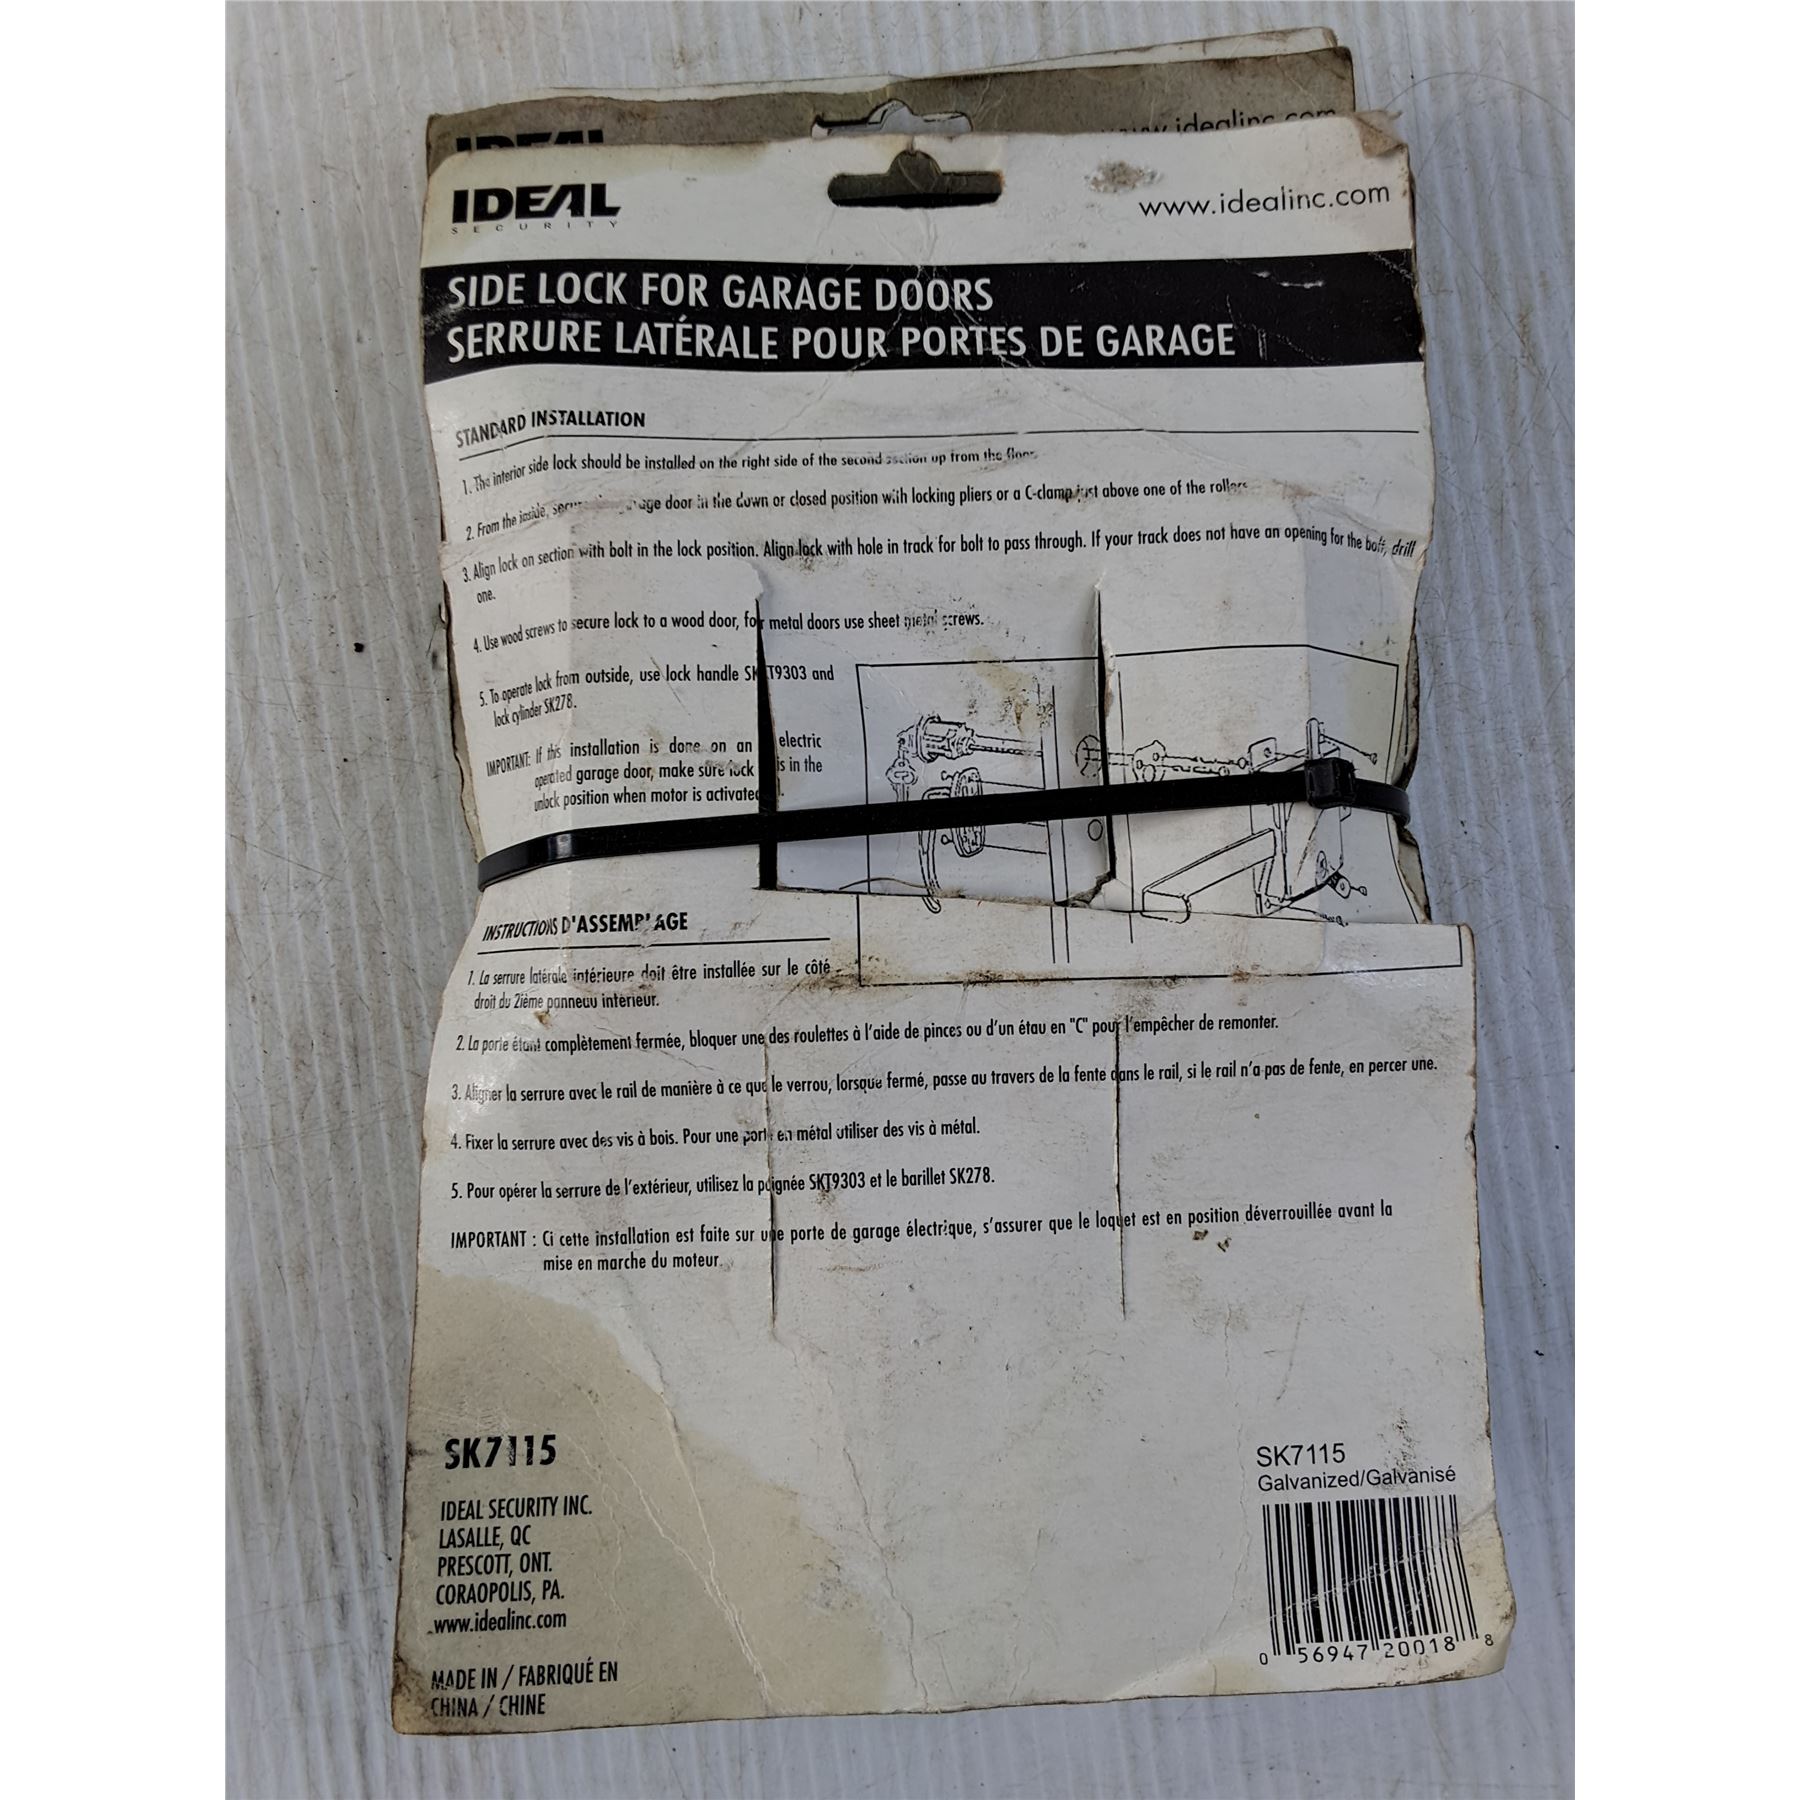 IDEAL
www.idealinc.com
IDEAL
SECURITY
www.idealinc.com
SIDE LOCK FOR GARAGE DOORS
SERRURE LATÉRALE POUR PORTES DE GARAGE
STANDARD INSTALLATION
1. The interior side lock should be installed on the right side of the second section up from the floor.
2. From the inside, door in the down or closed position with locking pliers or a C-clamp just above one of the rollers
3. Align lock on section with bolt in the lock position. Align lock with hole in track for bolt to pass through. If your track does not have an opening for the bolt, drill
one.
4. Use wood screws to secure lock to a wood door, for metal doors use sheet metal screws.
5. To operate lock from outside, use lock handle SKT9303 and
lock cylinder SK278.
IMPORTANT: If this installation is done on an electric
operated garage door, make sure lock is in the
unlock position when motor is activated.
INSTRUCTIONS D'ASSEMBLAGE
1. La serrure latérale intérieure doit être installée sur le côté
droit du 2ième panneau intérieur.
2. La porte étant complètement fermée, bloquer une des roulettes à l'aide de pinces ou d'un étau en "C" pour l'empêcher de remonter.
3. Aligner la serrure avec le rail de manière à ce que le verrou, lorsque fermé, passe au travers de la fente dans le rail, si le rail n'a pas de fente, en percer une.
4. Fixer la serrure avec des vis à bois. Pour une porte en métal utiliser des vis à métal.
5. Pour opérer la serrure de l'extérieur, utilisez la poignée SKT9303 et le barillet SK278.
IMPORTANT : Ci cette installation est faite sur une porte de garage électrique, s'assurer que le loquet est en position déverrouillée avant la
mise en marche du moteur.
SK7115
IDEAL SECURITY INC.
LASALLE, QC
PRESCOTT, ONT.
CORAOPOLIS, PA.
www.idealinc.com
MADE IN / FABRIQUÉ EN
CHINA / CHINE
SK7115
Galvanized/Galvanisé
0 56947 20018 8